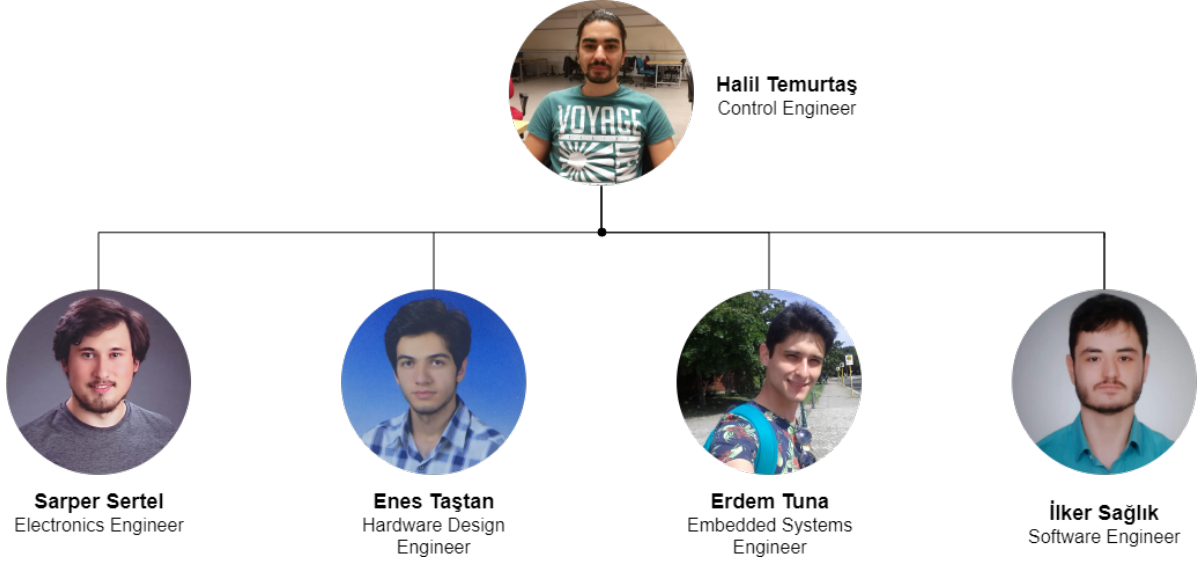 VOYAGE
Halil Temurtaş
Control Engineer
Sarper Sertel
Electronics Engineer
Enes Taştan
Hardware Design
Engineer
Erdem Tuna
Embedded Systems
Engineer
İlker Sağlık
Software Engineer